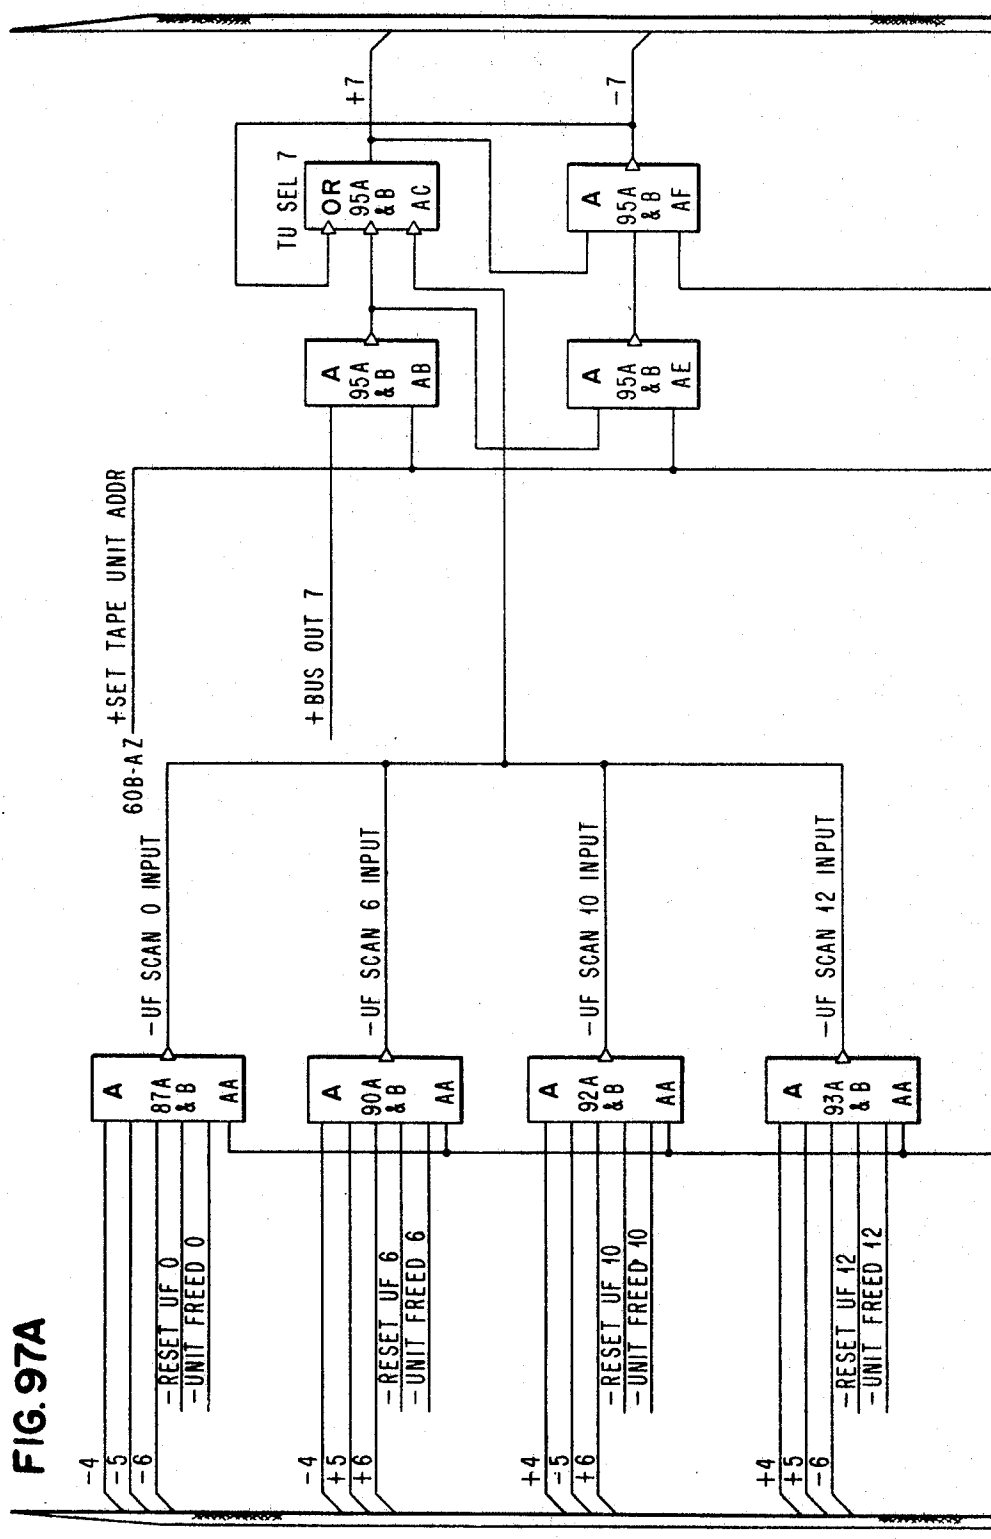 FIG. 97A
-4
-5
-6
-RESET UF 0
-UNIT FREED 0
A
87A
& B
AA
-UF SCAN 0 INPUT
-4
+5
+6
-RESET UF 6
-UNIT FREED 6
A
90A
& B
AA
-UF SCAN 6 INPUT
+4
-5
+6
-RESET UF 10
-UNIT FREED 10
A
92A
& B
AA
-UF SCAN 10 INPUT
+4
+5
-6
-RESET UF 12
-UNIT FREED 12
A
93A
& B
AA
-UF SCAN 12 INPUT
60B-AZ
+SET TAPE UNIT ADDR
+BUS OUT 7
A
95A
& B
AB
A
95A
& B
AE
TU SEL 7
OR
95A
& B
AC
A
95A
& B
AF
+7
-7